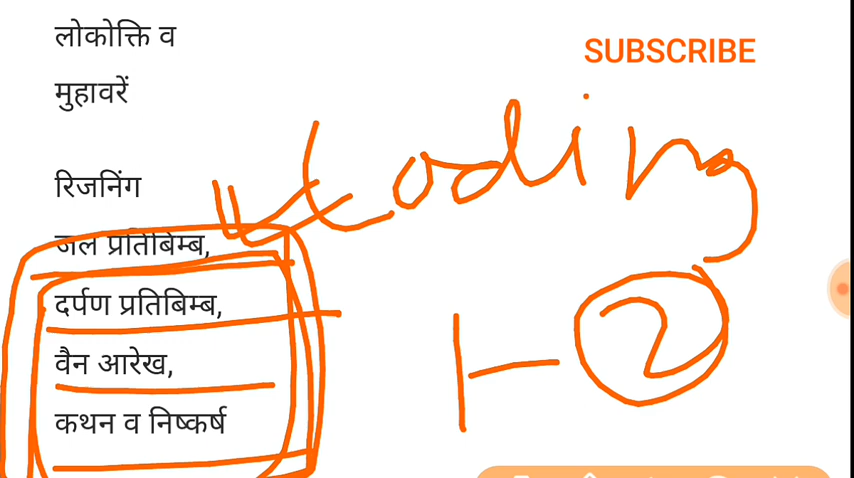 लोकोक्ति व
SUBSCRIBE
मुहावरें
रिजनिंग
Coding
जल प्रतिबिम्ब,
दर्पण प्रतिबिम्ब,
1-2
वैन आरेख,
कथन व निष्कर्ष